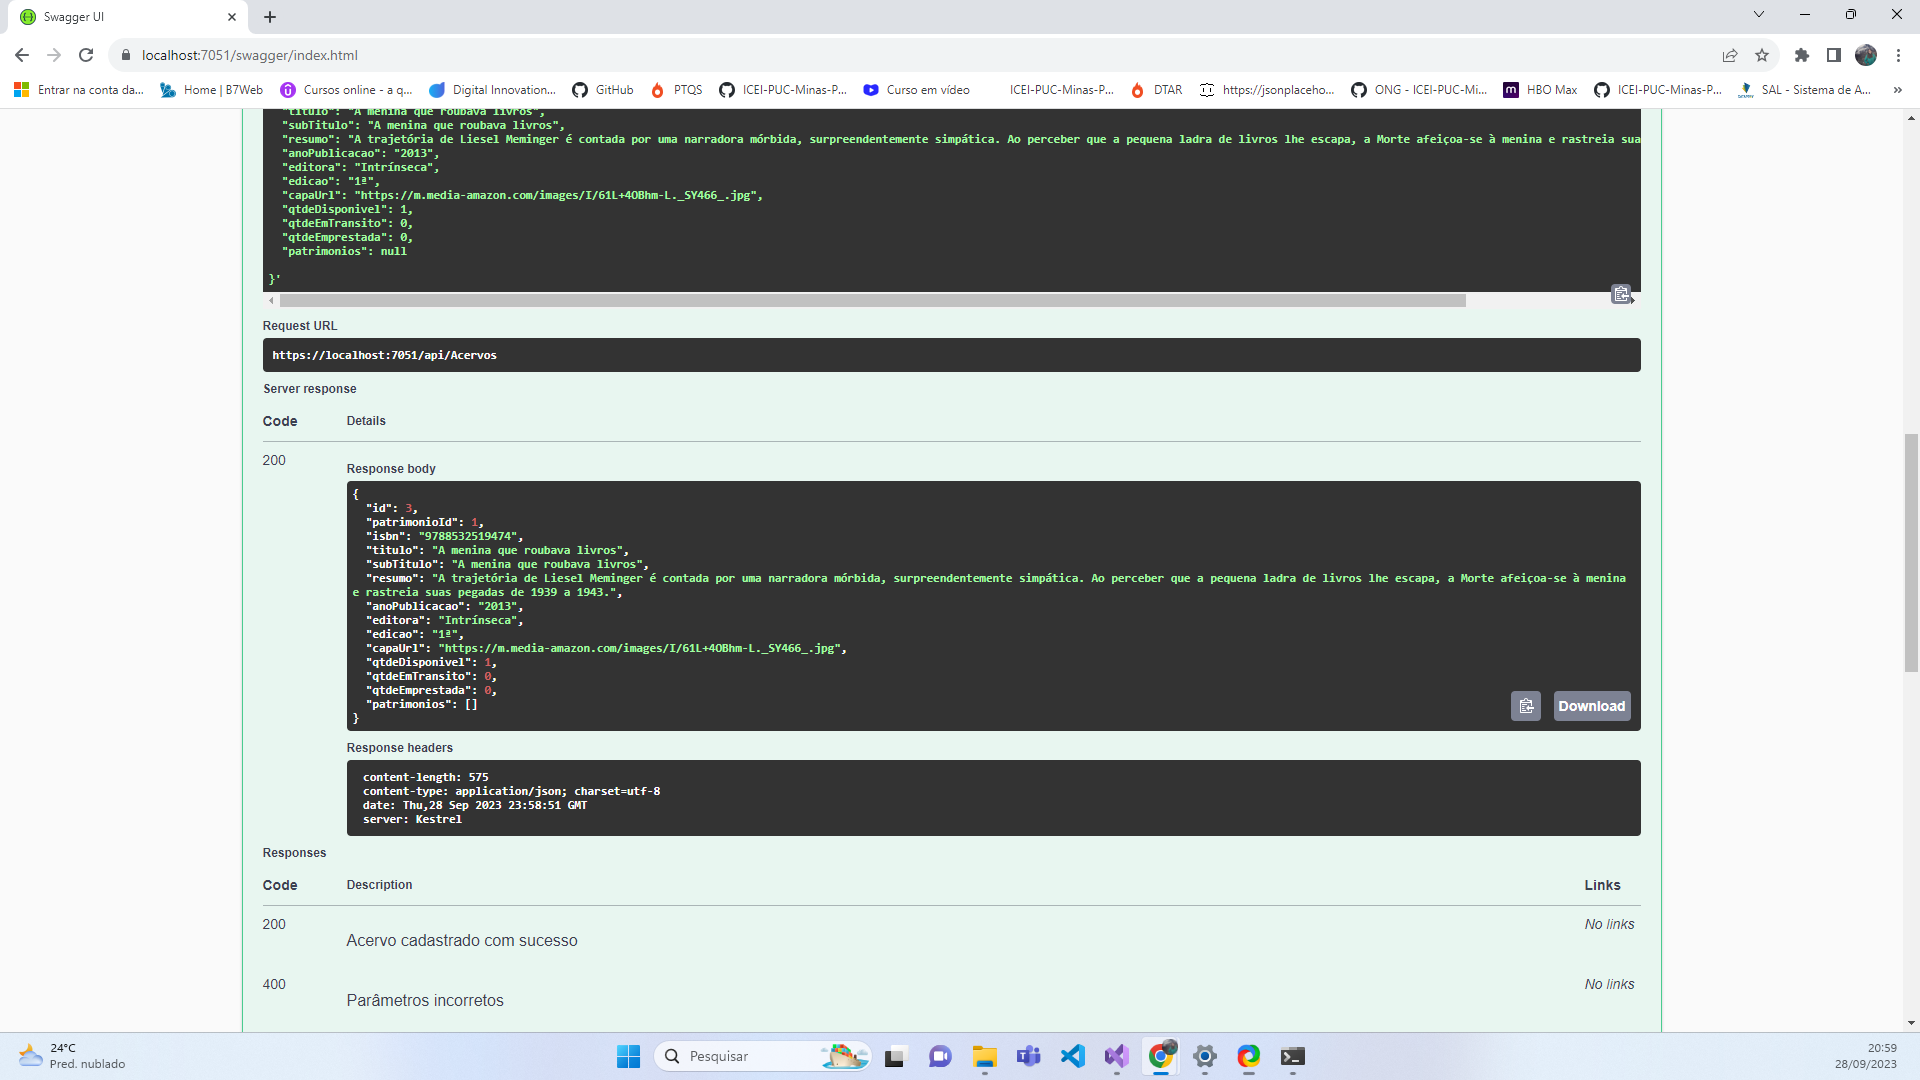 Swagger UI
localhost:7051/swagger/index.html
Entrar na conta da...
Home | B7Web
Cursos online - a q...
Digital Innovation...
GitHub
PTQS
ICEI-PUC-Minas-P...
Curso em vídeo
ICEI-PUC-Minas-P...
DTAR
https://jsonplaceho...
ONG - ICEI-PUC-Mi...
HBO Max
ICEI-PUC-Minas-P...
SAL - Sistema de A...
"titulo": "A menina que roubava livros",
"subTitulo": "A menina que roubava livros",
"resumo": "A trajetória de Liesel Meminger é contada por uma narradora mórbida, surpreendentemente simpática. Ao perceber que a pequena ladra de livros lhe escapa, a Morte afeiçoa-se à menina e rastreia sua
"anoPublicacao": "2013",
"editora": "Intrínseca",
"edicao": "1ª",
"capaUrl": "https://m.media-amazon.com/images/I/61L+4OBhm-L._SY466_.jpg",
"qtdeDisponivel": 1,
"qtdeEmTransito": 0,
"qtdeEmprestada": 0,
"patrimonios": null
}'
Request URL
https://localhost:7051/api/Acervos
Server response
Code Details
200
Response body
{
"id": 3,
"patrimonioId": 1,
"isbn": "9788532519474",
"titulo": "A menina que roubava livros",
"subTitulo": "A menina que roubava livros",
"resumo": "A trajetória de Liesel Meminger é contada por uma narradora mórbida, surpreendentemente simpática. Ao perceber que a pequena ladra de livros lhe escapa, a Morte afeiçoa-se à menina
e rastreia suas pegadas de 1939 a 1943.",
"anoPublicacao": "2013",
"editora": "Intrínseca",
"edicao": "1ª",
"capaUrl": "https://m.media-amazon.com/images/I/61L+4OBhm-L._SY466_.jpg",
"qtdeDisponivel": 1,
"qtdeEmTransito": 0,
"qtdeEmprestada": 0,
"patrimonios": []
}
Download
Response headers
content-length: 575
content-type: application/json; charset=utf-8
date: Thu,28 Sep 2023 23:58:51 GMT
server: Kestrel
Responses
Code Description Links
200 No links
Acervo cadastrado com sucesso
400 No links
Parâmetros incorretos
24°C
Pred. nublado
Pesquisar
20:59
28/09/2023